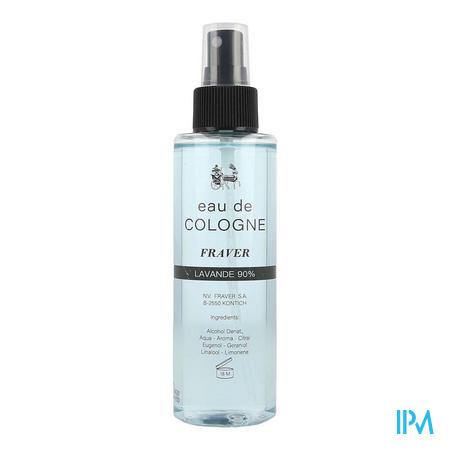 eau de
COLOGNE
FRAVER
LAVANDE 90%
N.V. FRAVER S.A.
B-2550 KONTICH
Ingredients:
Alcohol Denat,
Aqua - Aroma - Citral
Eugenol - Geraniol
Linalool - Limonene
18 M
IPM